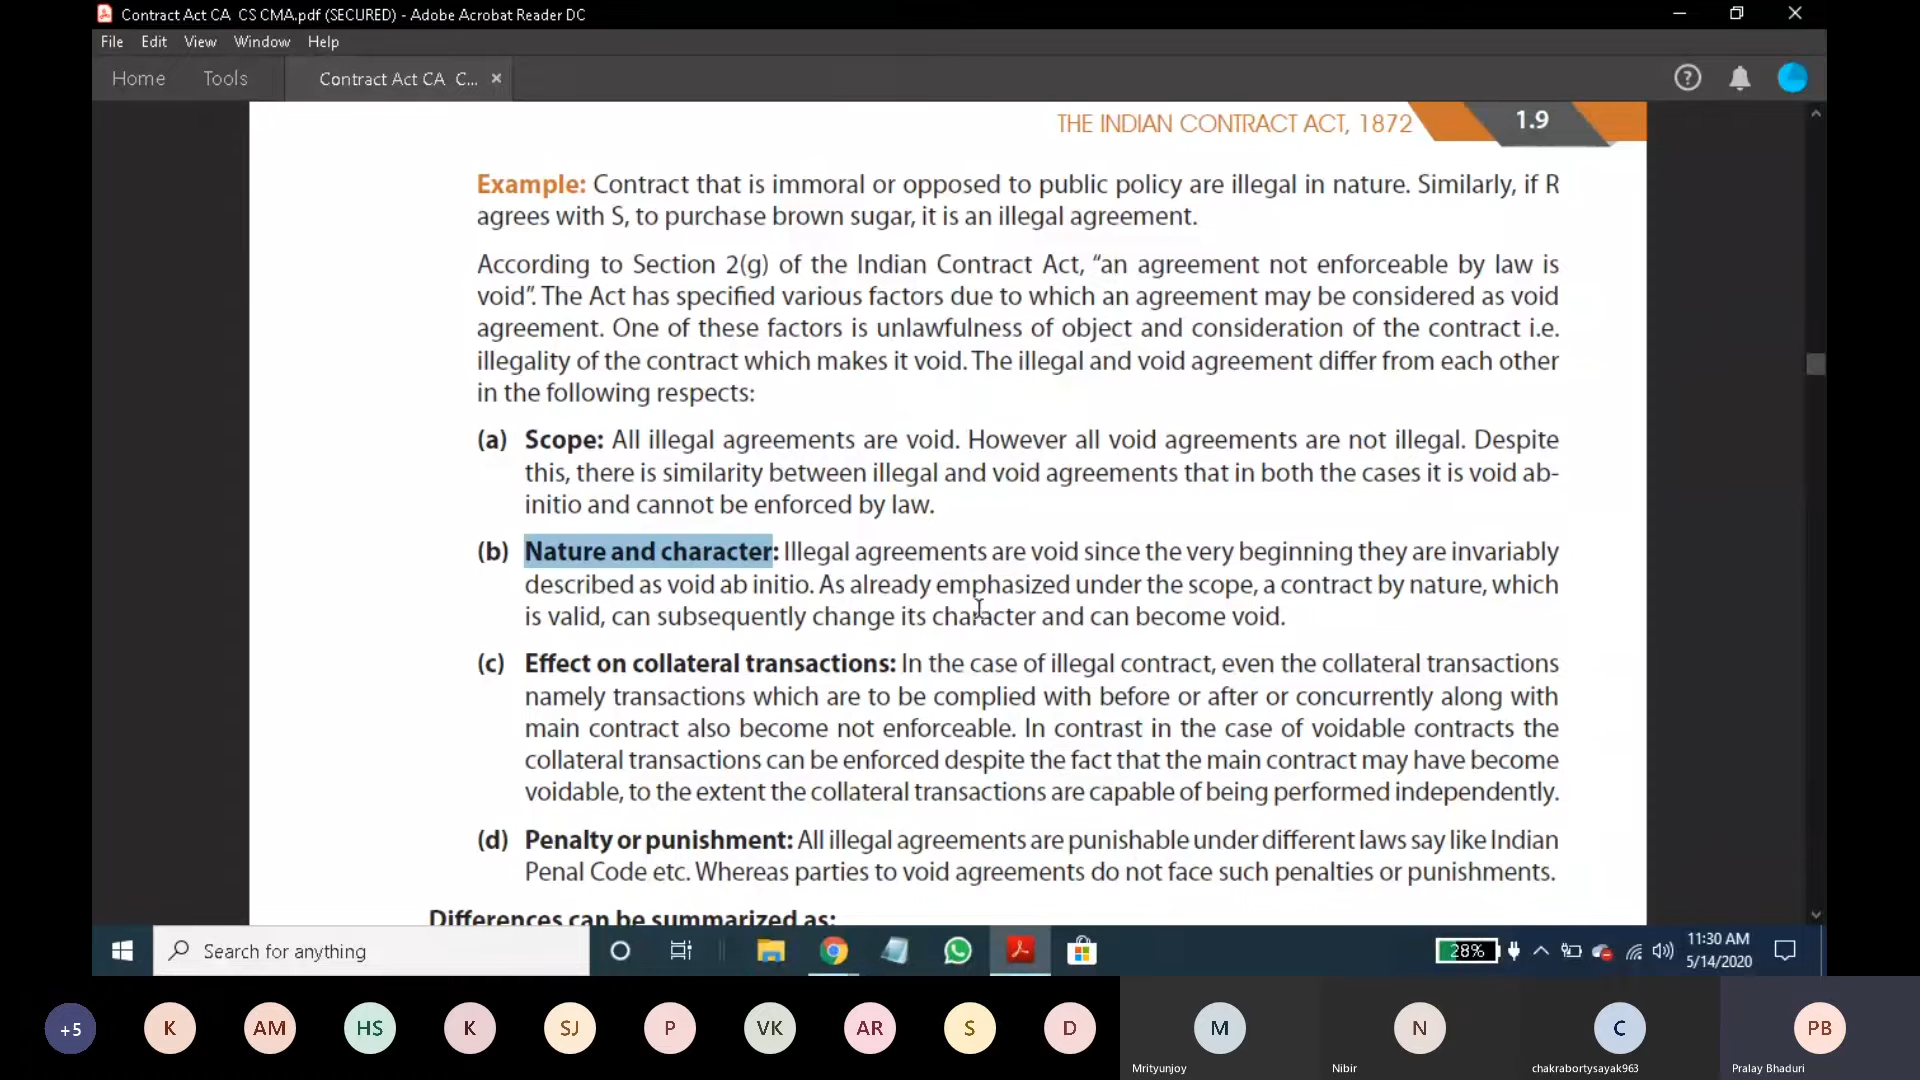 Contract Act CA CS CMA.pdf (SECURED) - Adobe Acrobat Reader DC
File Edit View Window Help
Home Tools Contract Act CA C... ×
THE INDIAN CONTRACT ACT, 1872 1.9
Example: Contract that is immoral or opposed to public policy are illegal in nature. Similarly, if R
agrees with S, to purchase brown sugar, it is an illegal agreement.
According to Section 2(g) of the Indian Contract Act, “an agreement not enforceable by law is
void”. The Act has specified various factors due to which an agreement may be considered as void
agreement. One of these factors is unlawfulness of object and consideration of the contract i.e.
illegality of the contract which makes it void. The illegal and void agreement differ from each other
in the following respects:
(a) Scope: All illegal agreements are void. However all void agreements are not illegal. Despite
this, there is similarity between illegal and void agreements that in both the cases it is void ab-
initio and cannot be enforced by law.
(b) Nature and character: Illegal agreements are void since the very beginning they are invariably
described as void ab initio. As already emphasized under the scope, a contract by nature, which
is valid, can subsequently change its character and can become void.
(c) Effect on collateral transactions: In the case of illegal contract, even the collateral transactions
namely transactions which are to be complied with before or after or concurrently along with
main contract also become not enforceable. In contrast in the case of voidable contracts the
collateral transactions can be enforced despite the fact that the main contract may have become
voidable, to the extent the collateral transactions are capable of being performed independently.
(d) Penalty or punishment: All illegal agreements are punishable under different laws say like Indian
Penal Code etc. Whereas parties to void agreements do not face such penalties or punishments.
Differences can be summarized as:
Search for anything
28%
11:30 AM
5/14/2020
+5 K AM HS K SJ P VK AR S D M N C PB
Mrityunjoy Nibir chakrabortysayak963 Pralay Bhaduri